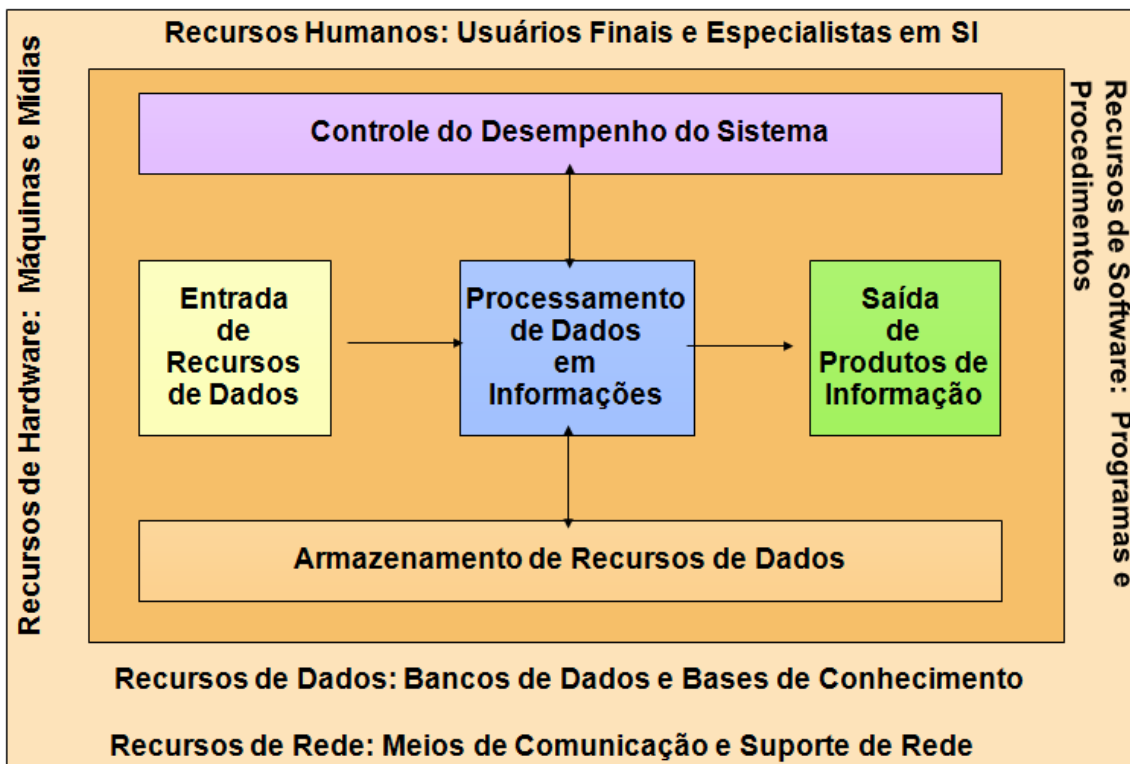 Recursos Humanos: Usuários Finais e Especialistas em SI
Recursos de Hardware: Máquinas e Mídias
Controle do Desempenho do Sistema
Entrada
de
Recursos
de Dados
Processamento
de Dados
em
Informações
Saída
de
Produtos de
Informação
Armazenamento de Recursos de Dados
Recursos de Software: Programas e
Procedimentos
Recursos de Dados: Bancos de Dados e Bases de Conhecimento
Recursos de Rede: Meios de Comunicação e Suporte de Rede